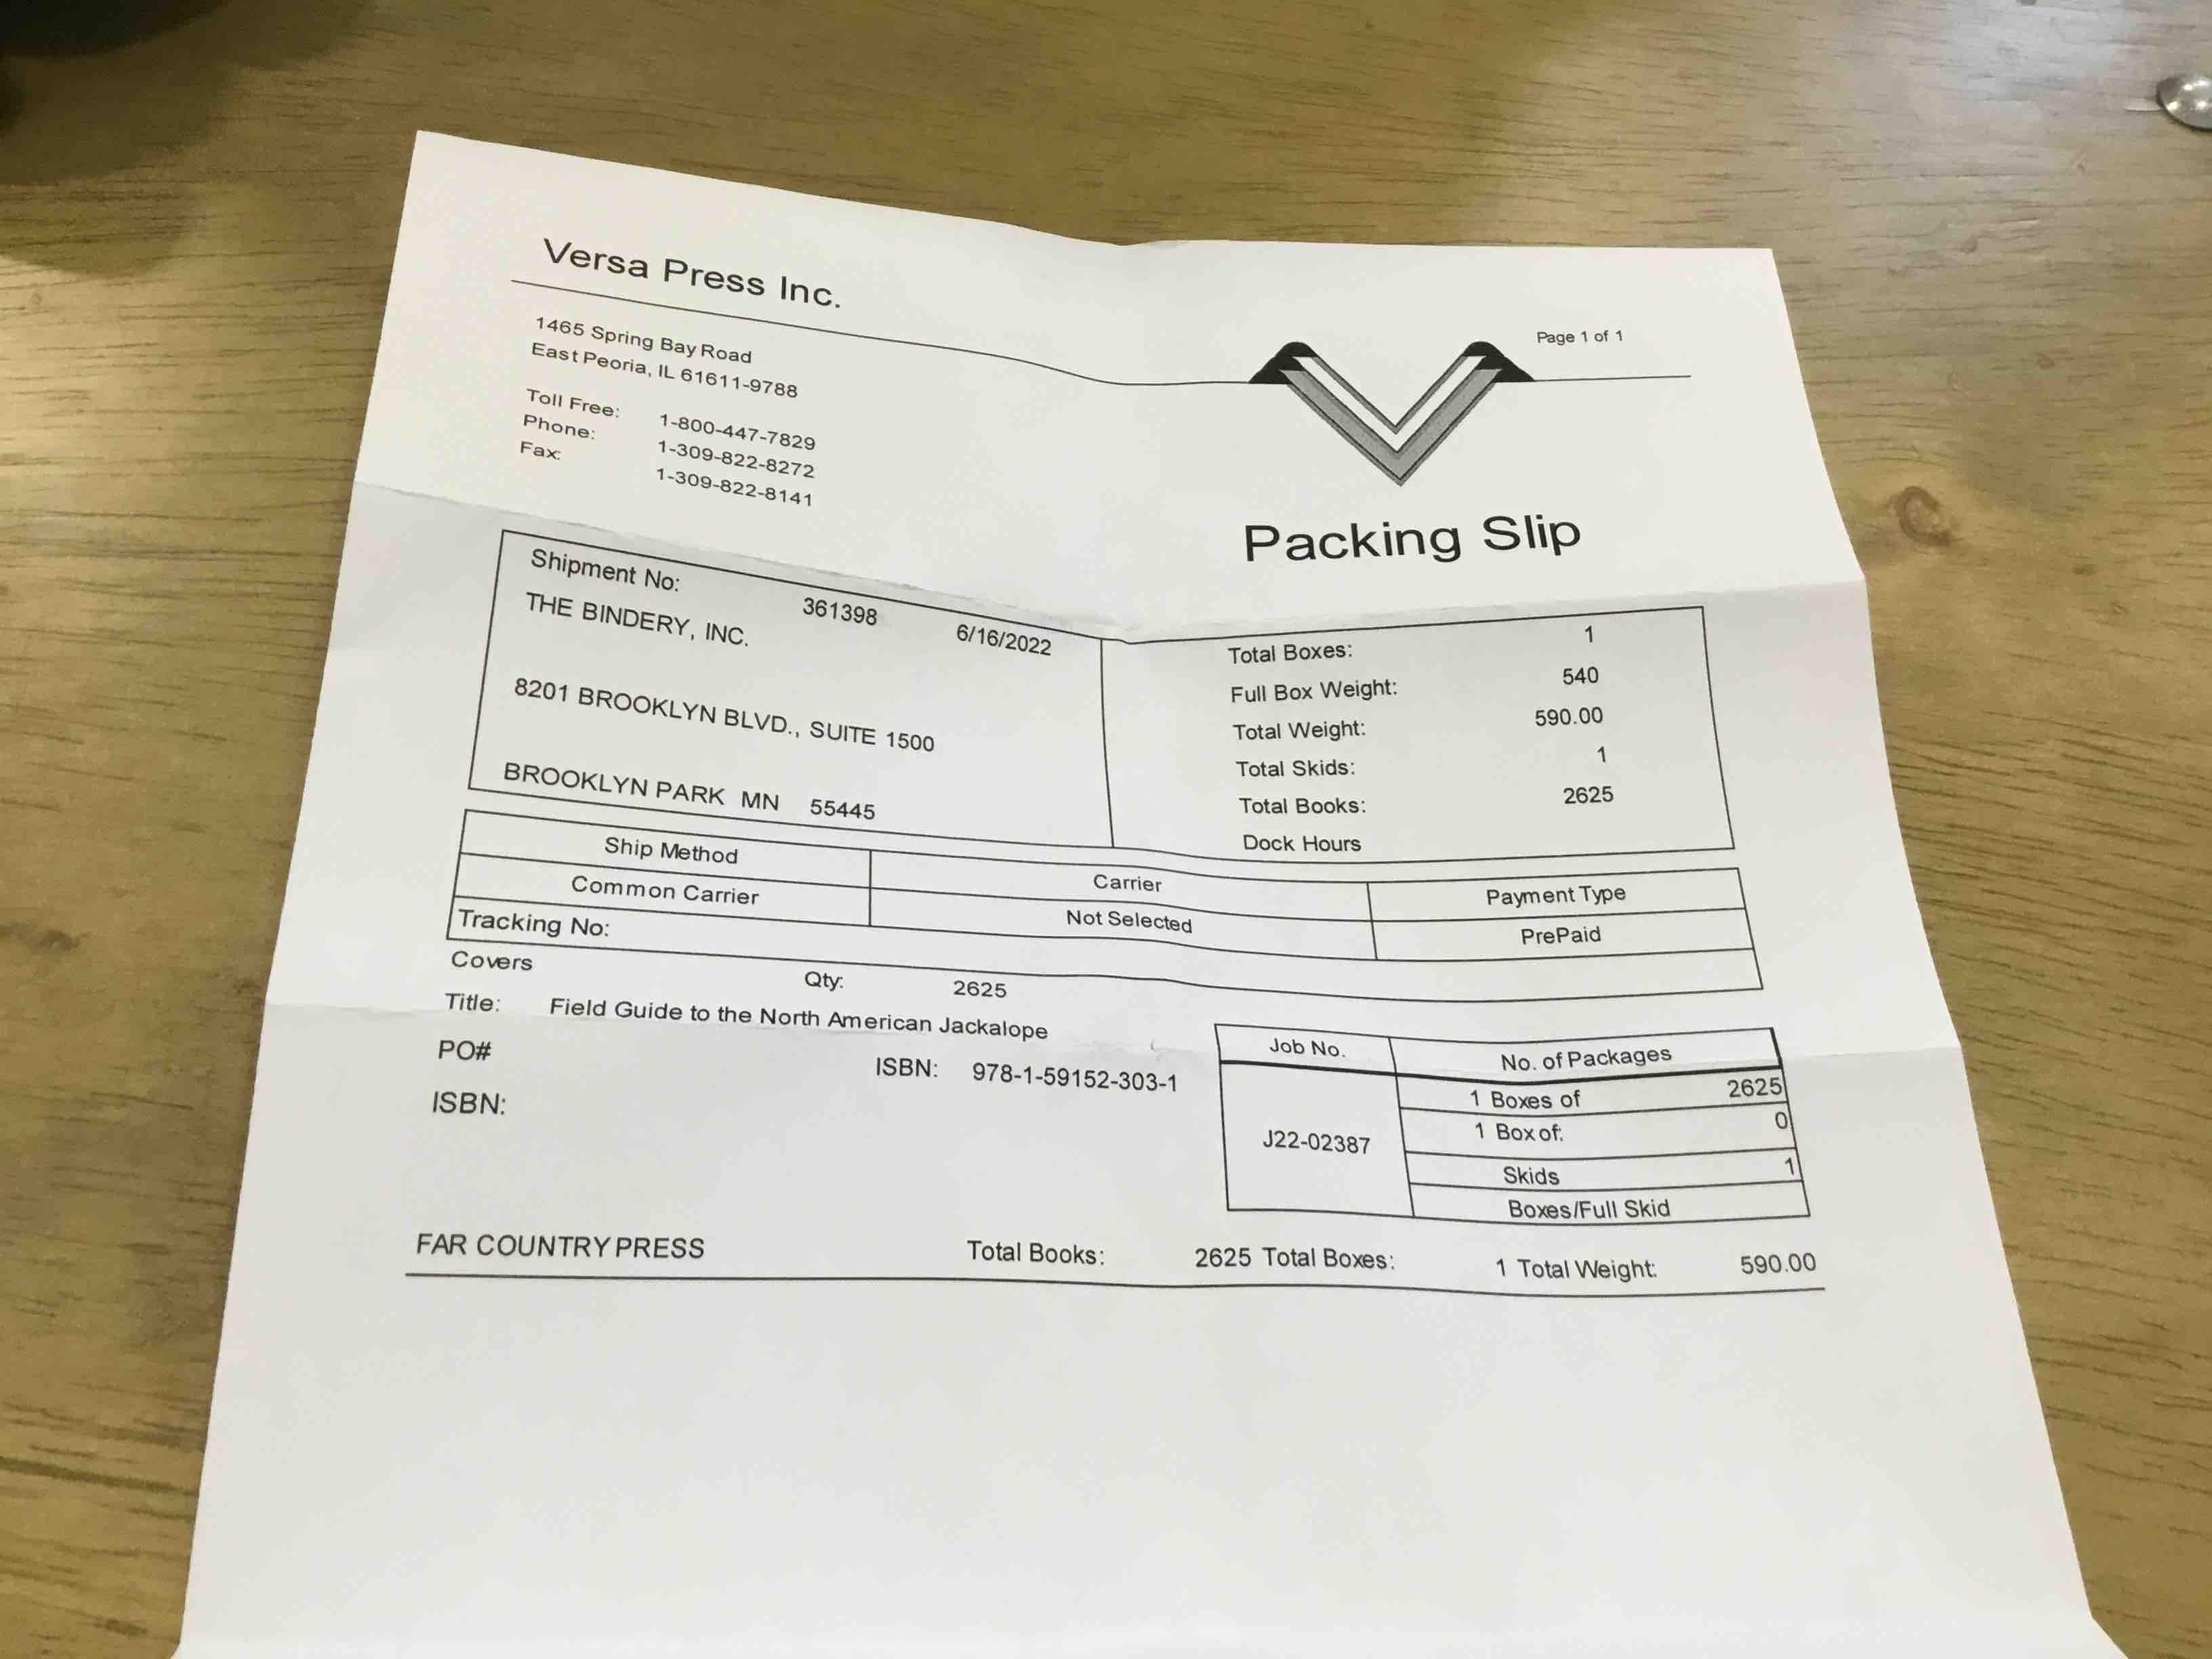 Versa Press Inc.
Page 1 of 1
1465 Spring Bay Road
East Peoria, IL 61611-9788
Toll Free: 1-800-447-7829
Phone: 1-309-822-8272
Fax: 1-309-822-8141
Packing Slip
Shipment No: 361398 6/16/2022
THE BINDERY, INC.
8201 BROOKLYN BLVD., SUITE 1500
BROOKLYN PARK MN 55445
Total Boxes: 1
Full Box Weight: 540
Total Weight: 590.00
Total Skids: 1
Total Books: 2625
Dock Hours
Ship Method Carrier Payment Type
Common Carrier Not Selected PrePaid
Tracking No:
Covers Qty: 2625
Title: Field Guide to the North American Jackalope
PO# ISBN: 978-1-59152-303-1
ISBN:
Job No. No. of Packages
J22-02387
1 Boxes of 2625
1 Box of: 0
Skids 1
Boxes/Full Skid
FAR COUNTRY PRESS Total Books: 2625 Total Boxes: 1 Total Weight: 590.00